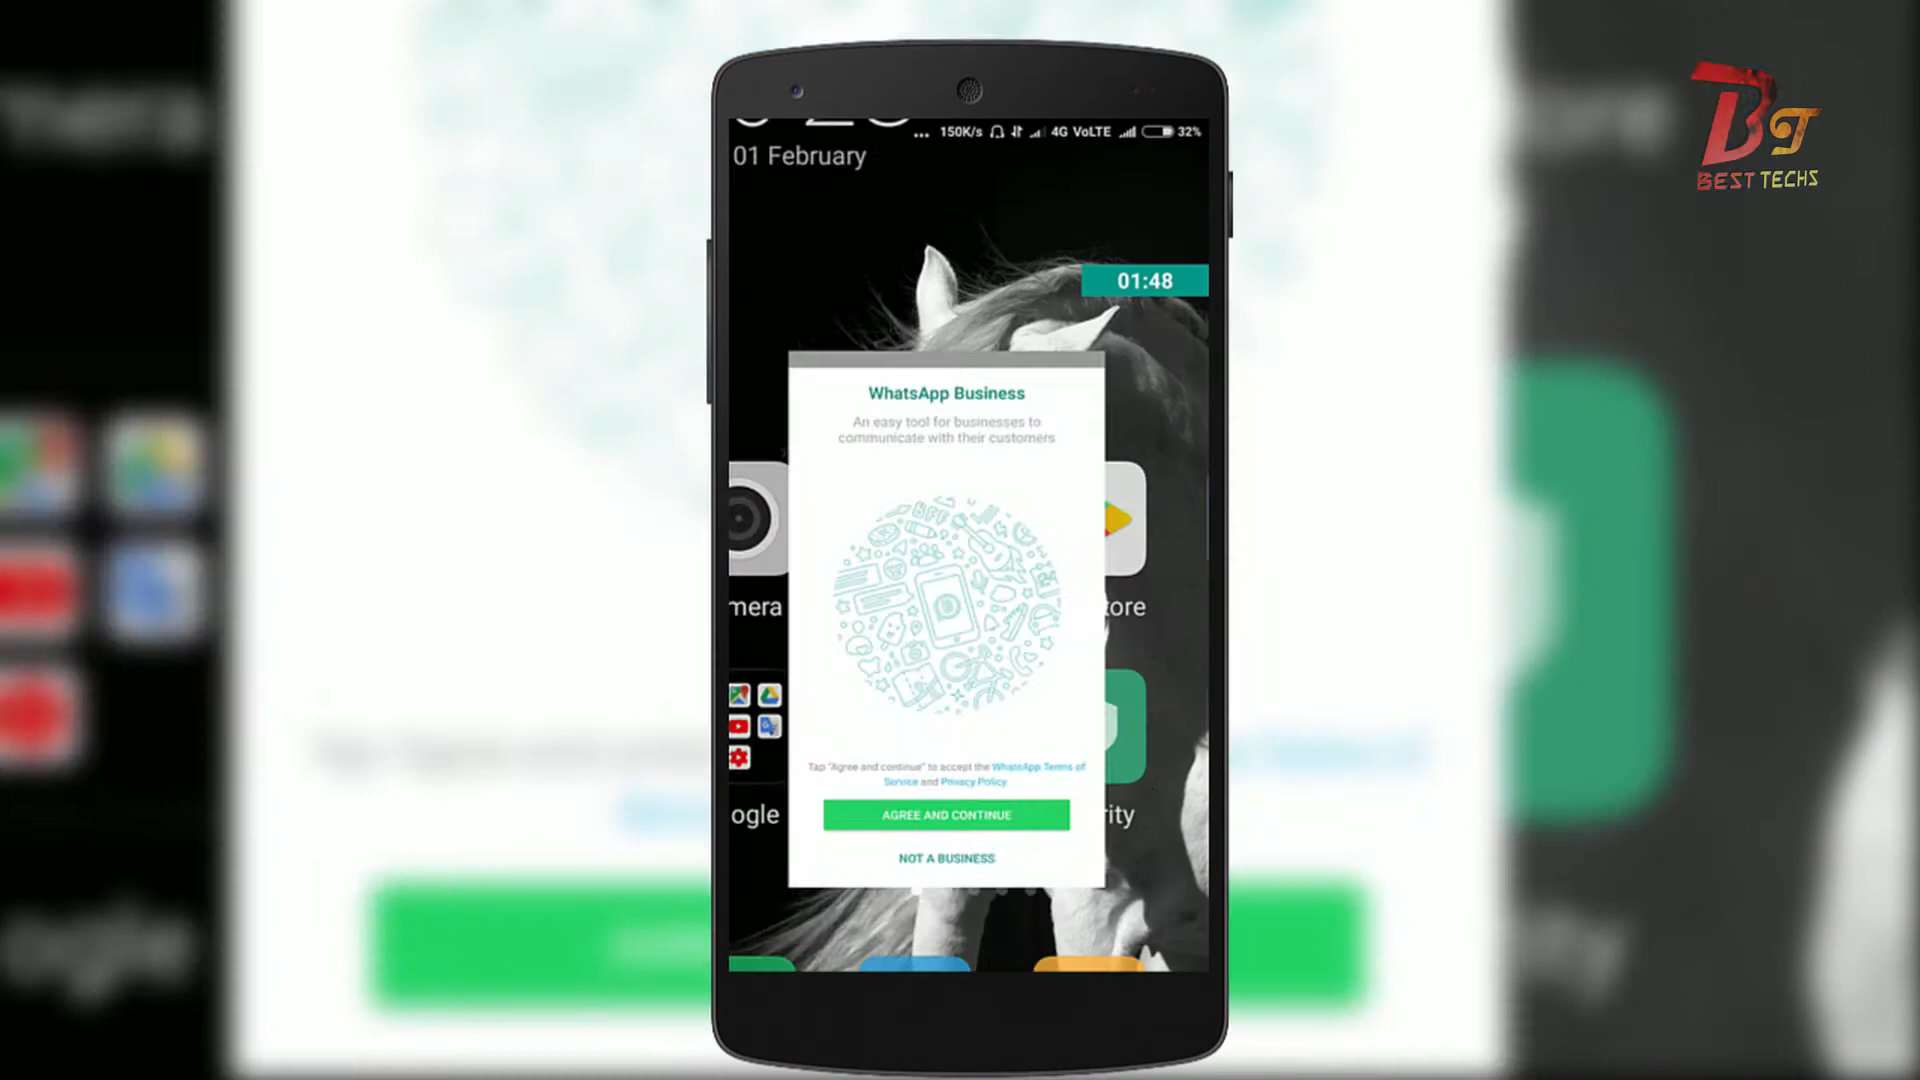 BEST TECHS
150K/s 4G VoLTE 32%
01 February
01:48
WhatsApp Business
An easy tool for businesses to
communicate with their customers
mera
tore
Tap "Agree and continue" to accept the WhatsApp Terms of
Service and Privacy Policy
AGREE AND CONTINUE
ogle
rity
NOT A BUSINESS